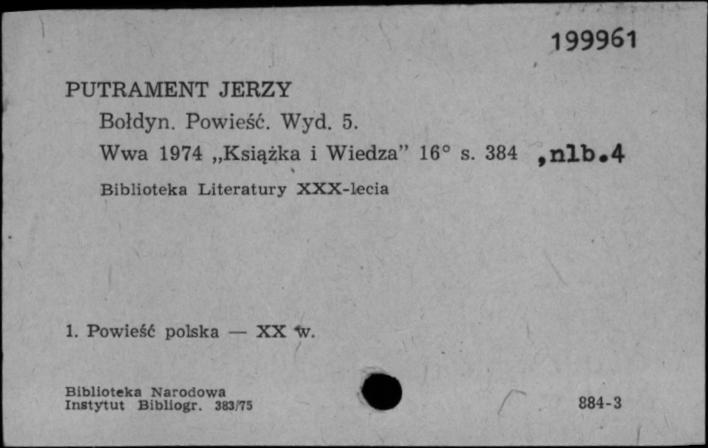 199961
PUTRAMENT JERZY
Bołdyn. Powieść. Wyd. 5.
Wwa 1974 „Książka i Wiedza” 16° s. 384 ,nlb.4
Biblioteka Literatury XXX-lecia
1. Powieść polska — XX w.
Biblioteka Narodowa
Instytut Bibliogr. 383/75
884-3